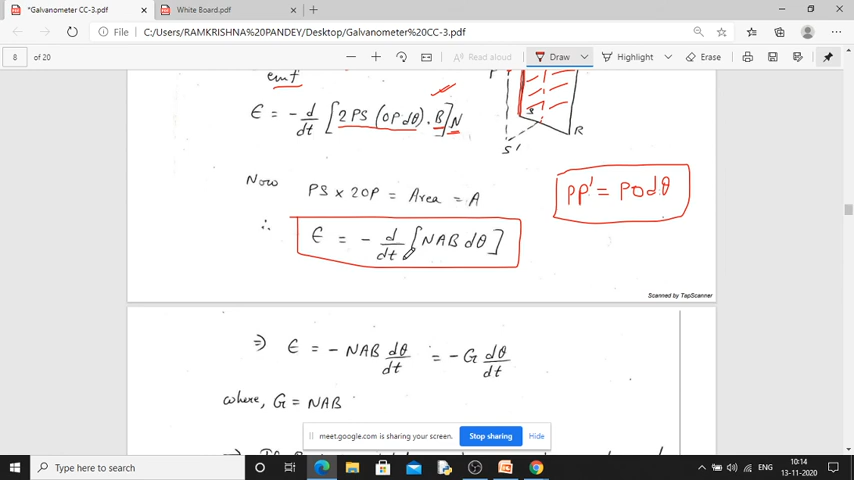 *Galvanometer CC-3.pdf
White Board.pdf
C:/Users/RAMKRISHNA%20PANDEY/Desktop/Galvanometer%20CC-3.pdf
8 of 20
Read aloud
Draw
Highlight
Erase
emf
ε = - d/dt [2PS (OP dθ) . B] N
S'
R
Now PS x 2OP = Area = A
PP' = POdθ
∴ ε = - d/dt [NAB dθ]
Scanned by TapScanner
⇒ ε = - NAB dθ/dt = - G dθ/dt
where, G = NAB
meet.google.com is sharing your screen.
Stop sharing
Hide
Type here to search
ENG
10:14
13-11-2020